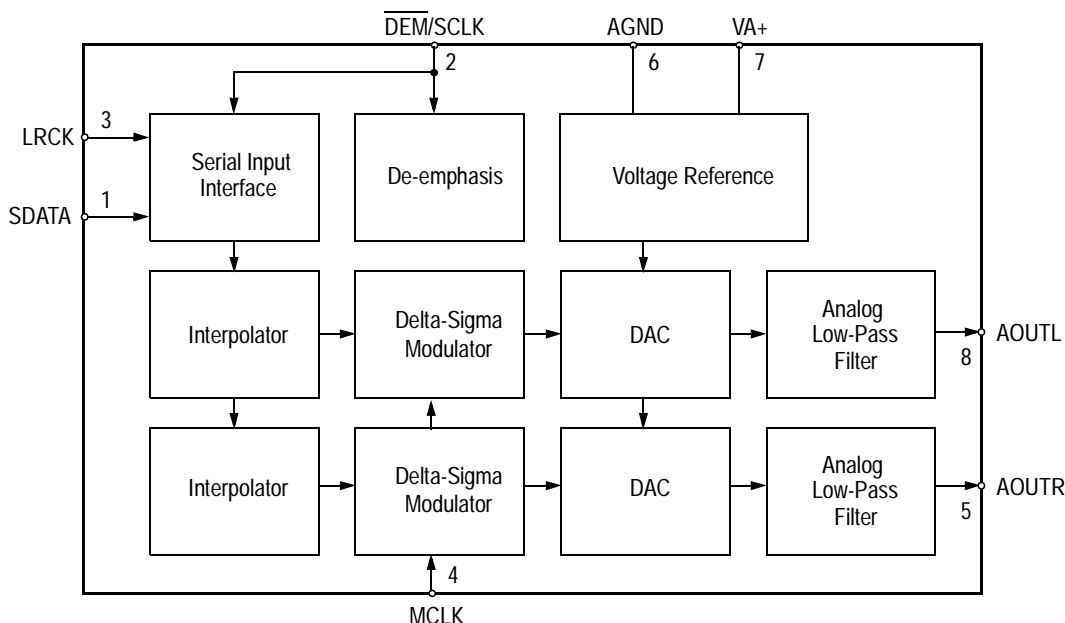 DEM/SCLK
AGND
VA+
2
6
7
LRCK
3
Serial Input
Interface
De-emphasis
Voltage Reference
SDATA
1
Interpolator
Delta-Sigma
Modulator
DAC
Analog
Low-Pass
Filter
AOUTL
8
Interpolator
Delta-Sigma
Modulator
DAC
Analog
Low-Pass
Filter
AOUTR
5
4
MCLK